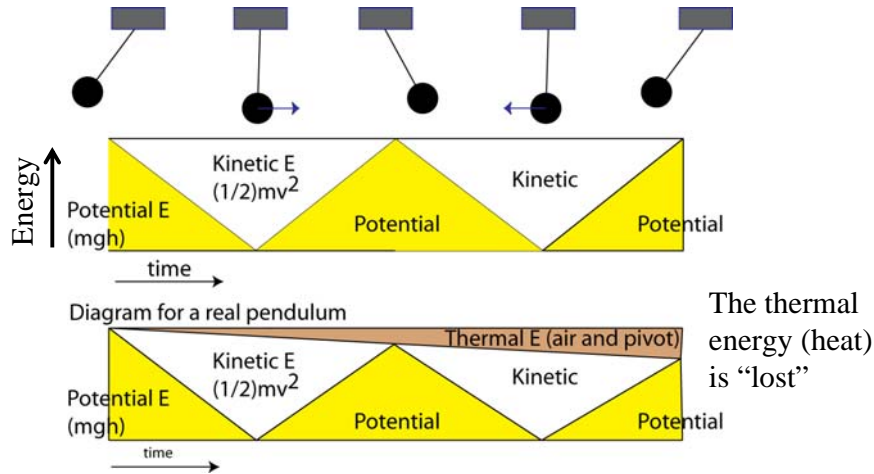 Energy
Kinetic E
(1/2)mv²
Kinetic
Potential E
(mgh)
Potential
Potential
time
Diagram for a real pendulum
Thermal E (air and pivot)
Kinetic E
(1/2)mv²
Kinetic
Potential E
(mgh)
Potential
Potential
time
The thermal
energy (heat)
is “lost”